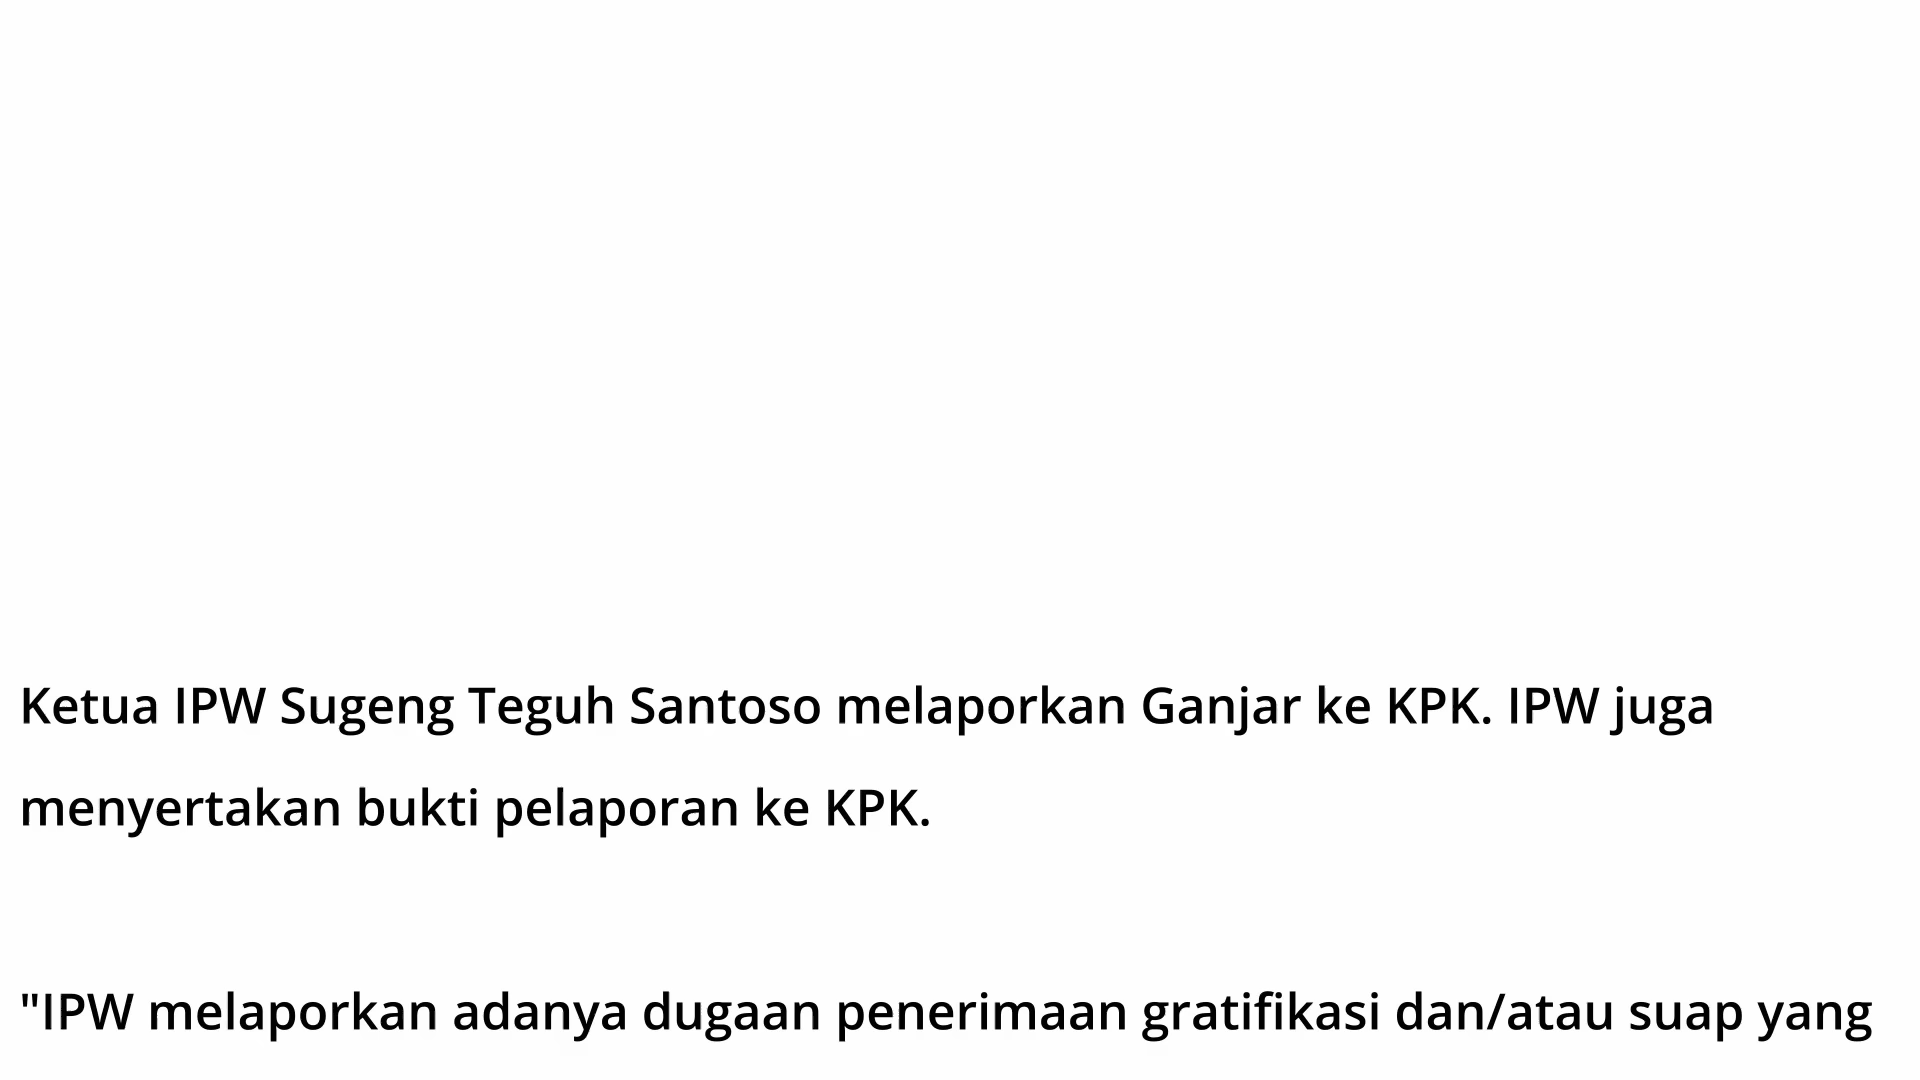 Ketua IPW Sugeng Teguh Santoso melaporkan Ganjar ke KPK. IPW juga
menyertakan bukti pelaporan ke KPK.
"IPW melaporkan adanya dugaan penerimaan gratifikasi dan/atau suap yang